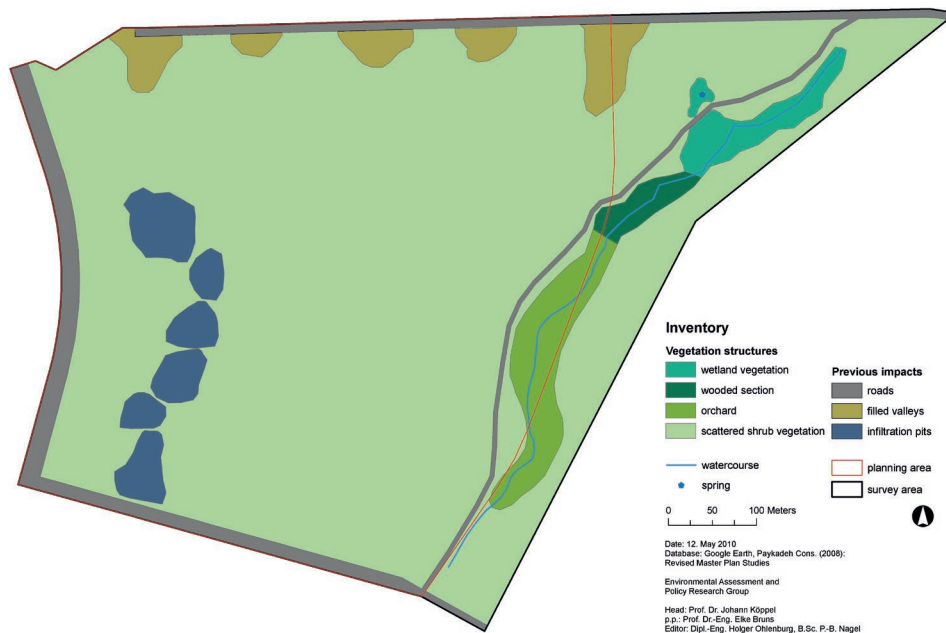 Inventory
Vegetation structures
wetland vegetation
wooded section
orchard
scattered shrub vegetation
watercourse
spring
0 50 100 Meters
Previous impacts
roads
filled valleys
infiltration pits
planning area
survey area
Date: 12. May 2010
Database: Google Earth, Paykadeh Cons. (2008):
Revised Master Plan Studies
Environmental Assessment and
Policy Research Group
Head: Prof. Dr. Johann Köppel
p.p.: Prof. Dr.-Eng. Elke Bruns
Editor: Dipl.-Eng. Holger Ohlenburg, B.Sc. P.-B. Nagel